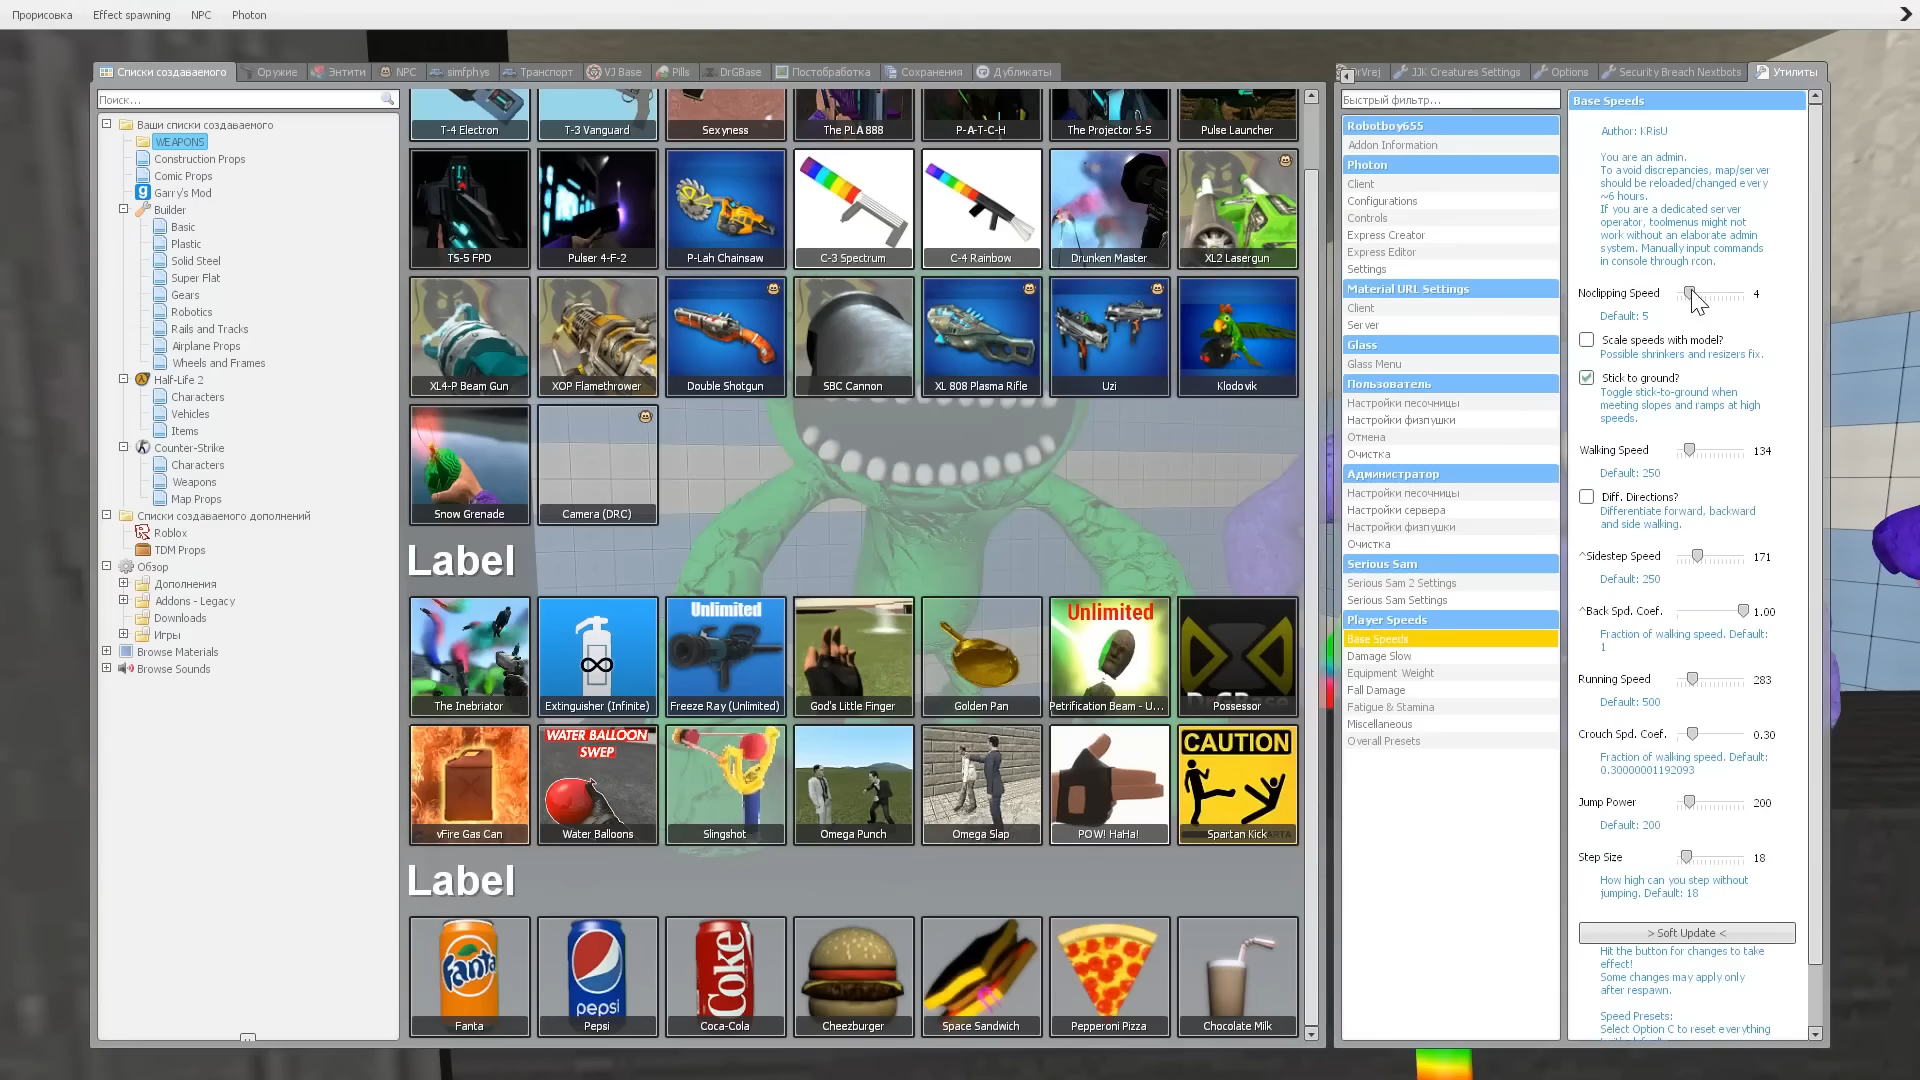 Прорисовка Effect spawning NPC Photon
Списки создаваемого Оружие Энтити NPC simfphys Транспорт VJ Base Pills DrGBase Постобработка Сохранения Дубликаты
DrVrej JJK Creatures Settings Options Security Breach Nextbots Утилиты
Поиск...
Ваши списки создаваемого
WEAPONS
Construction Props
Comic Props
Garry's Mod
Builder
Basic
Plastic
Solid Steel
Super Flat
Gears
Robotics
Rails and Tracks
Airplane Props
Wheels and Frames
Half-Life 2
Characters
Vehicles
Items
Counter-Strike
Characters
Weapons
Map Props
Списки создаваемого дополнений
Roblox
TDM Props
Обзор
Дополнения
Addons - Legacy
Downloads
Игры
Browse Materials
Browse Sounds
T-4 Electron T-3 Vanguard Sexyness The PLA 888 P-A-T-C-H The Projector S-5 Pulse Launcher
TS-5 FPD Pulser 4-F-2 P-Lah Chainsaw C-3 Spectrum C-4 Rainbow Drunken Master XL2 Lasergun
XL4-P Beam Gun XOP Flamethrower Double Shotgun SBC Cannon XL 808 Plasma Rifle Uzi Klodovik
Snow Grenade Camera (DRC)
Label
Unlimited Unlimited
The Inebriator Extinguisher (Infinite) Freeze Ray (Unlimited) God's Little Finger Golden Pan Petrification Beam - U... Possessor
WATER BALLOON
SWEP
CAUTION
vFire Gas Can Water Balloons Slingshot Omega Punch Omega Slap POW! HaHa! Spartan Kick
Label
Fanta pepsi Coke
Fanta Pepsi Coca-Cola Cheezburger Space Sandwich Pepperoni Pizza Chocolate Milk
Быстрый фильтр...
Robotboy655
Addon Information
Photon
Client
Configurations
Controls
Express Creator
Express Editor
Settings
Material URL Settings
Client
Server
Glass
Glass Menu
Пользователь
Настройки песочницы
Настройки физпушки
Отмена
Очистка
Администратор
Настройки песочницы
Настройки сервера
Настройки физпушки
Очистка
Serious Sam
Serious Sam 2 Settings
Serious Sam Settings
Player Speeds
Base Speeds
Damage Slow
Equipment Weight
Fall Damage
Fatigue & Stamina
Miscellaneous
Overall Presets
Base Speeds
Author: KRisU
You are an admin.
To avoid discrepancies, map/server
should be reloaded/changed every
~6 hours.
If you are a dedicated server
operator, toolmenus might not
work without an elaborate admin
system. Manually input commands
in console through rcon.
Noclipping Speed 4
Default: 5
Scale speeds with model?
Possible shrinkers and resizers fix.
Stick to ground?
Toggle stick-to-ground when
meeting slopes and ramps at high
speeds.
Walking Speed 134
Default: 250
Diff. Directions?
Differentiate forward, backward
and side walking.
^Sidestep Speed 171
Default: 250
^Back Spd. Coef. 1.00
Fraction of walking speed. Default:
1
Running Speed 283
Default: 500
Crouch Spd. Coef. 0.30
Fraction of walking speed. Default:
0.30000001192093
Jump Power 200
Default: 200
Step Size 18
How high can you step without
jumping. Default: 18
> Soft Update <
Hit the button for changes to take
effect!
Some changes may apply only
after respawn.
Speed Presets:
Select Option C to reset everything